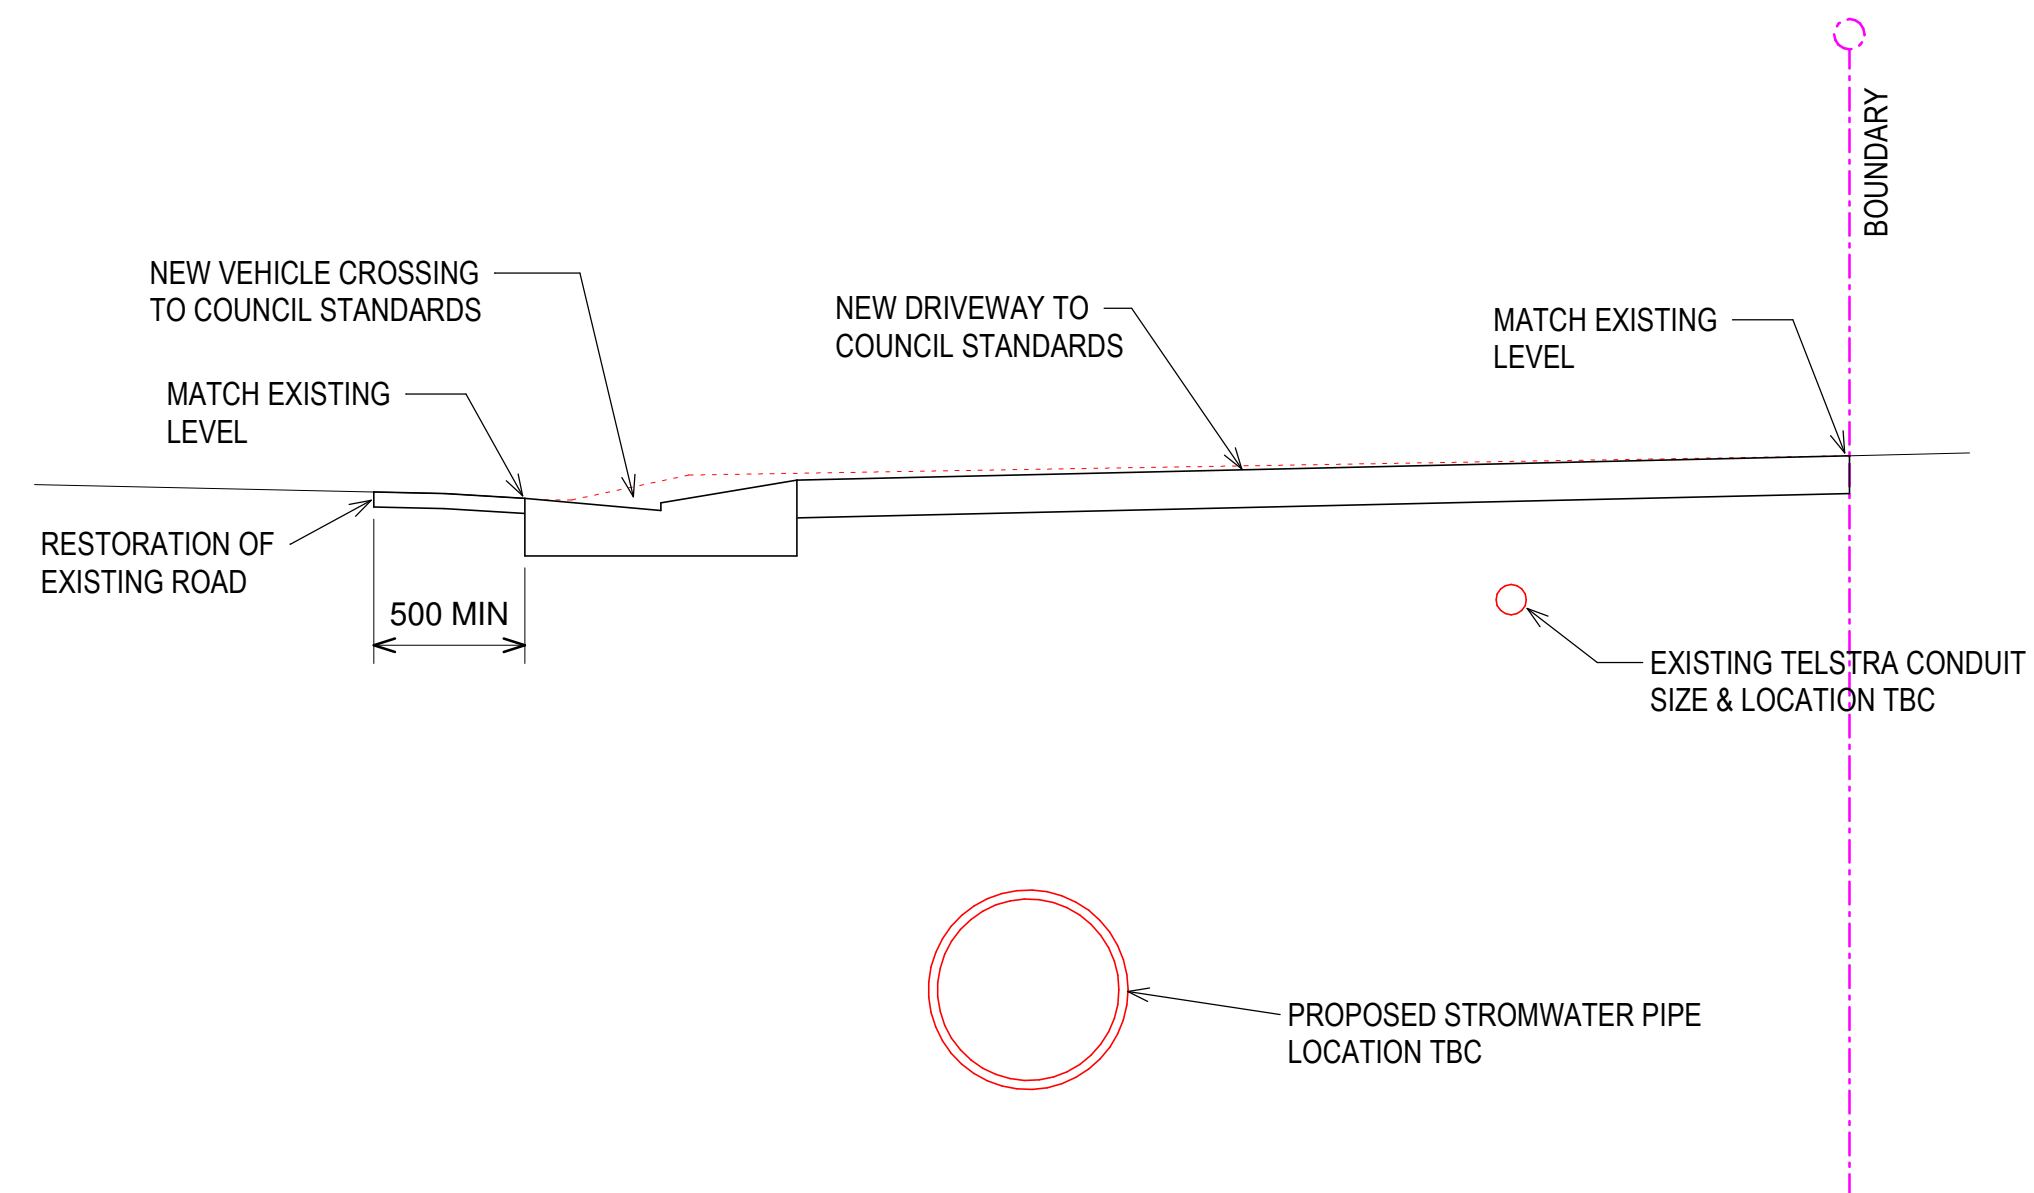 BOUNDARY
NEW VEHICLE CROSSING
TO COUNCIL STANDARDS
NEW DRIVEWAY TO
COUNCIL STANDARDS
MATCH EXISTING
LEVEL
MATCH EXISTING
LEVEL
RESTORATION OF
EXISTING ROAD
500 MIN
EXISTING TELSTRA CONDUIT
SIZE & LOCATION TBC
PROPOSED STROMWATER PIPE
LOCATION TBC